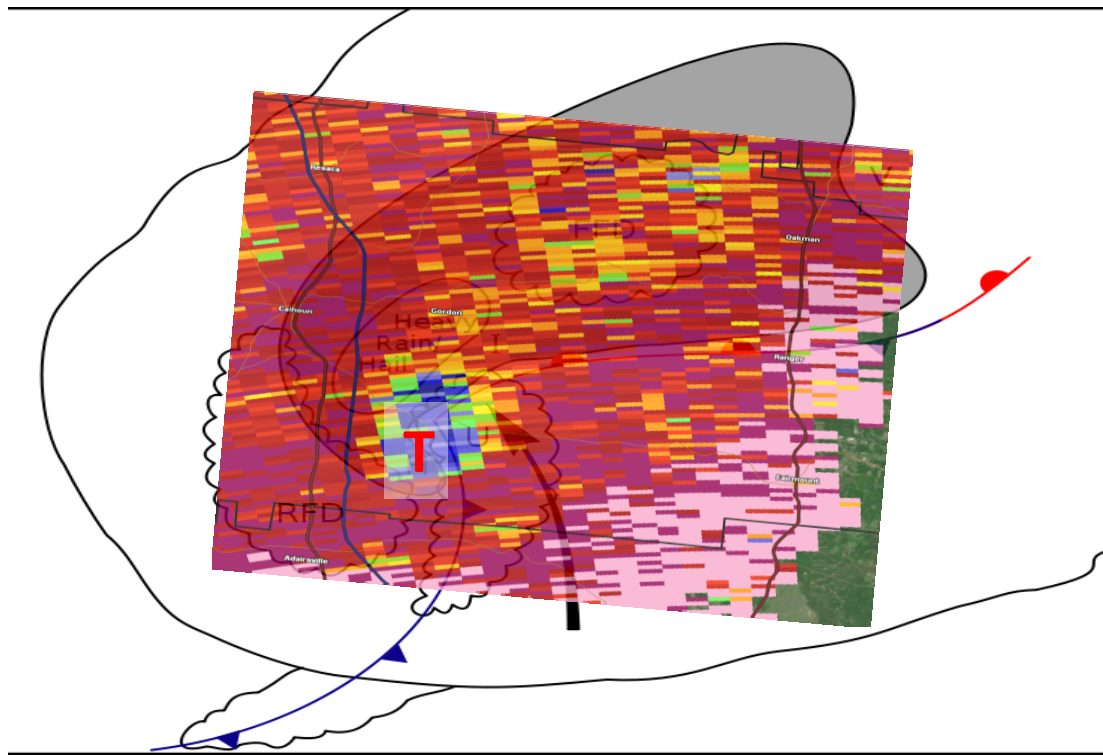 Resaca
V
FFD
Oakman
Calhoun
Gordon
Heavy
Rain/
Hail
I
Ranger
U
T
Fairmount
RFD
Adairsville